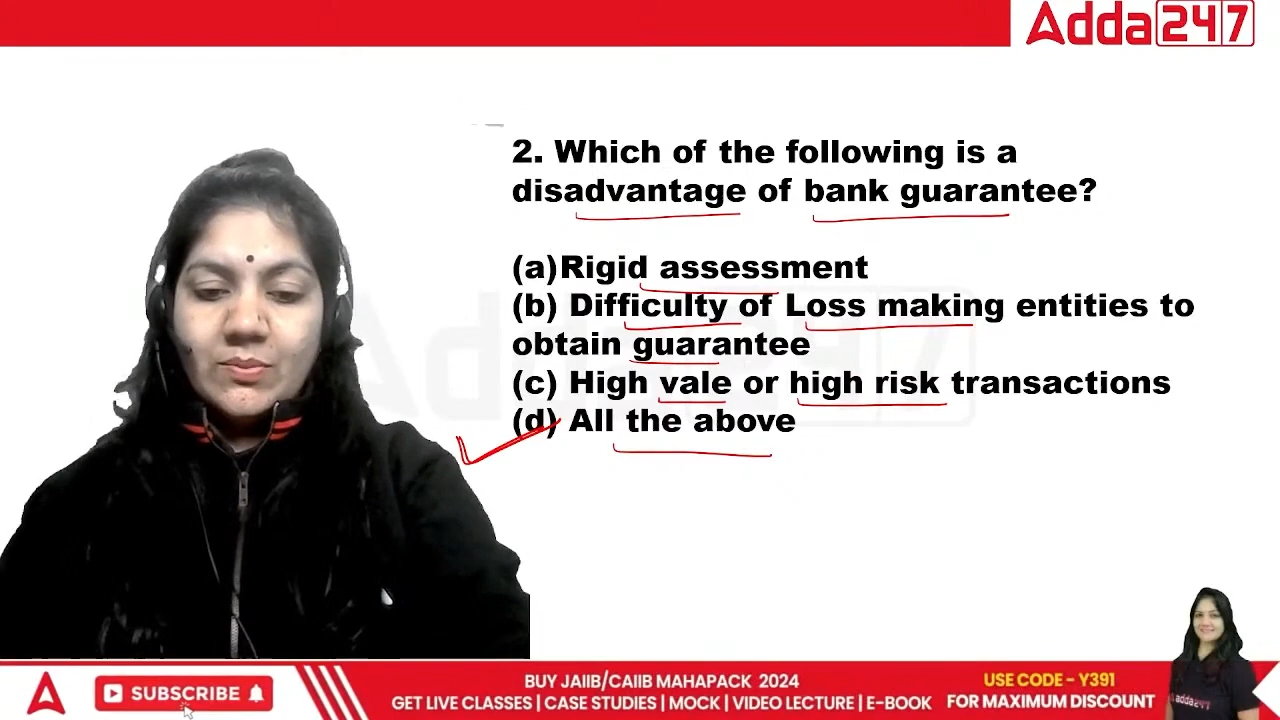 Adda247
2. Which of the following is a
disadvantage of bank guarantee?
(a)Rigid assessment
(b) Difficulty of Loss making entities to
obtain guarantee
(c) High vale or high risk transactions
(d) All the above
adda247
SUBSCRIBE
BUY JAIIB/CAIIB MAHAPACK 2024
GET LIVE CLASSES | CASE STUDIES | MOCK | VIDEO LECTURE | E-BOOK
USE CODE - Y391
FOR MAXIMUM DISCOUNT